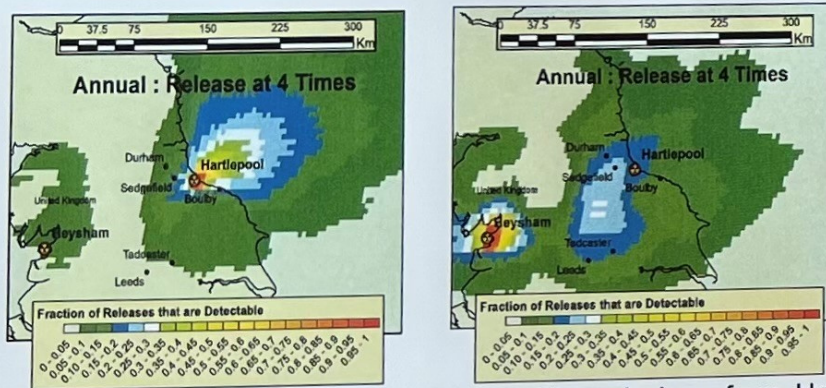 0 37.5 75 150 225 300
Km
Annual : Release at 4 Times
Durham
Hartlepool
Sedgefield
Boulby
United Kingdom
Heysham
Tadcaster
Leeds
Fraction of Releases that are Detectable
0 - 0.05
0.05 - 0.1
0.10 - 0.15
0.15 - 0.2
0.2 - 0.25
0.25 - 0.3
0.3 - 0.35
0.35 - 0.4
0.4 - 0.45
0.45 - 0.5
0.5 - 0.55
0.55 - 0.6
0.6 - 0.65
0.65 - 0.7
0.7 - 0.75
0.75 - 0.8
0.8 - 0.85
0.85 - 0.9
0.9 - 0.95
0.95 - 1
0 37.5 75 150 225 300
Km
Annual : Release at 4 Times
Durham
Hartlepool
Sedgefield
Boulby
United Kingdom
Heysham
Tadcaster
Leeds
Fraction of Releases that are Detectable
0 - 0.05
0.05 - 0.1
0.10 - 0.15
0.15 - 0.2
0.2 - 0.25
0.25 - 0.3
0.3 - 0.35
0.35 - 0.4
0.4 - 0.45
0.45 - 0.5
0.5 - 0.55
0.55 - 0.6
0.6 - 0.65
0.65 - 0.7
0.7 - 0.75
0.75 - 0.8
0.8 - 0.85
0.85 - 0.9
0.9 - 0.95
0.95 - 1